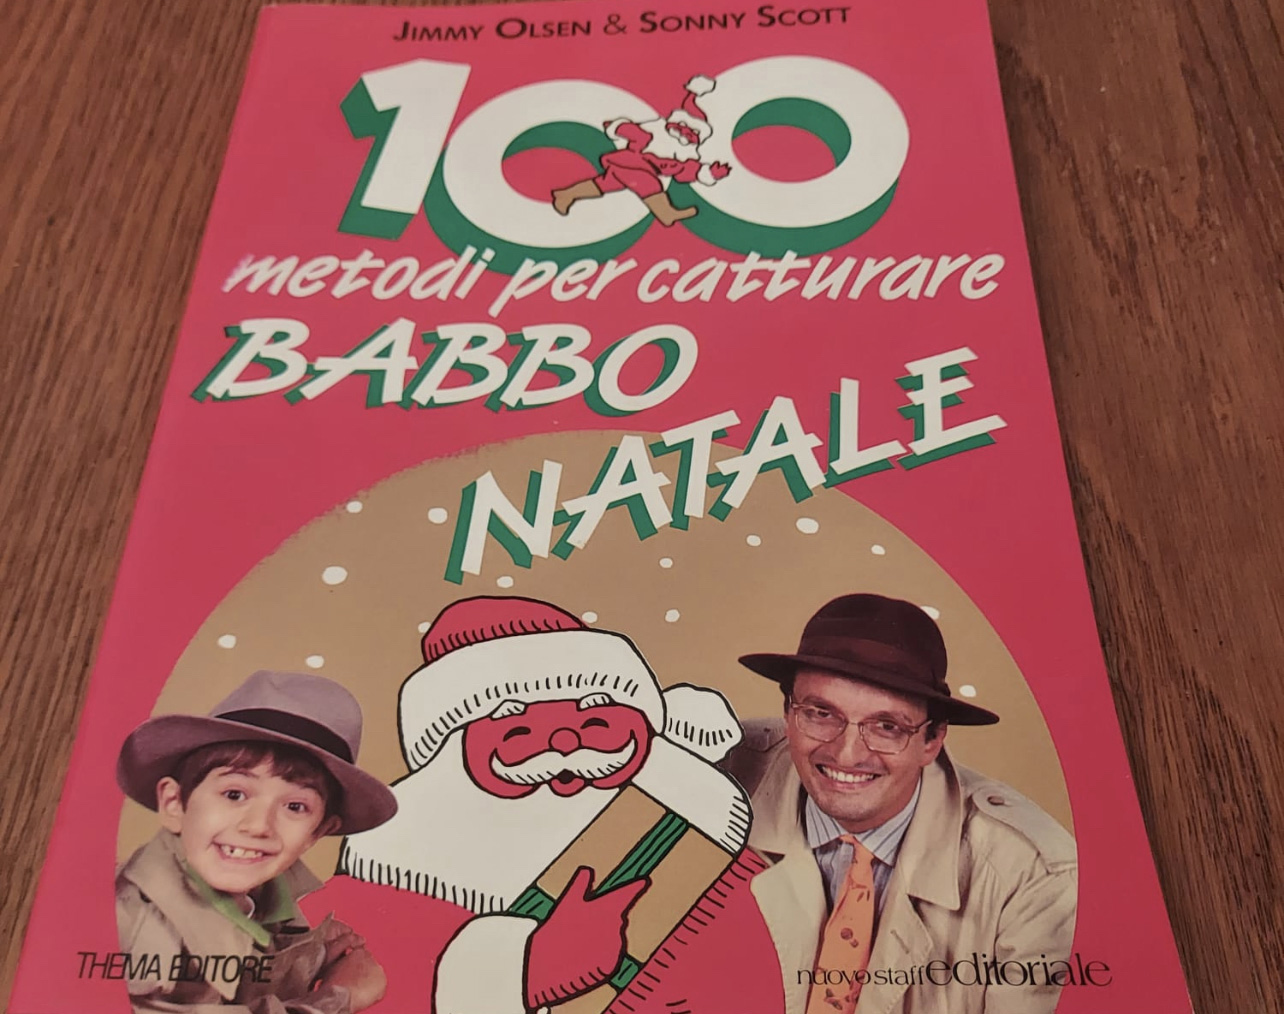 JIMMY OLSEN & SONNY SCOTT
100
metodi per catturare
BABBO
NATALE
THEMA EDITORE
nuovo staff editoriale